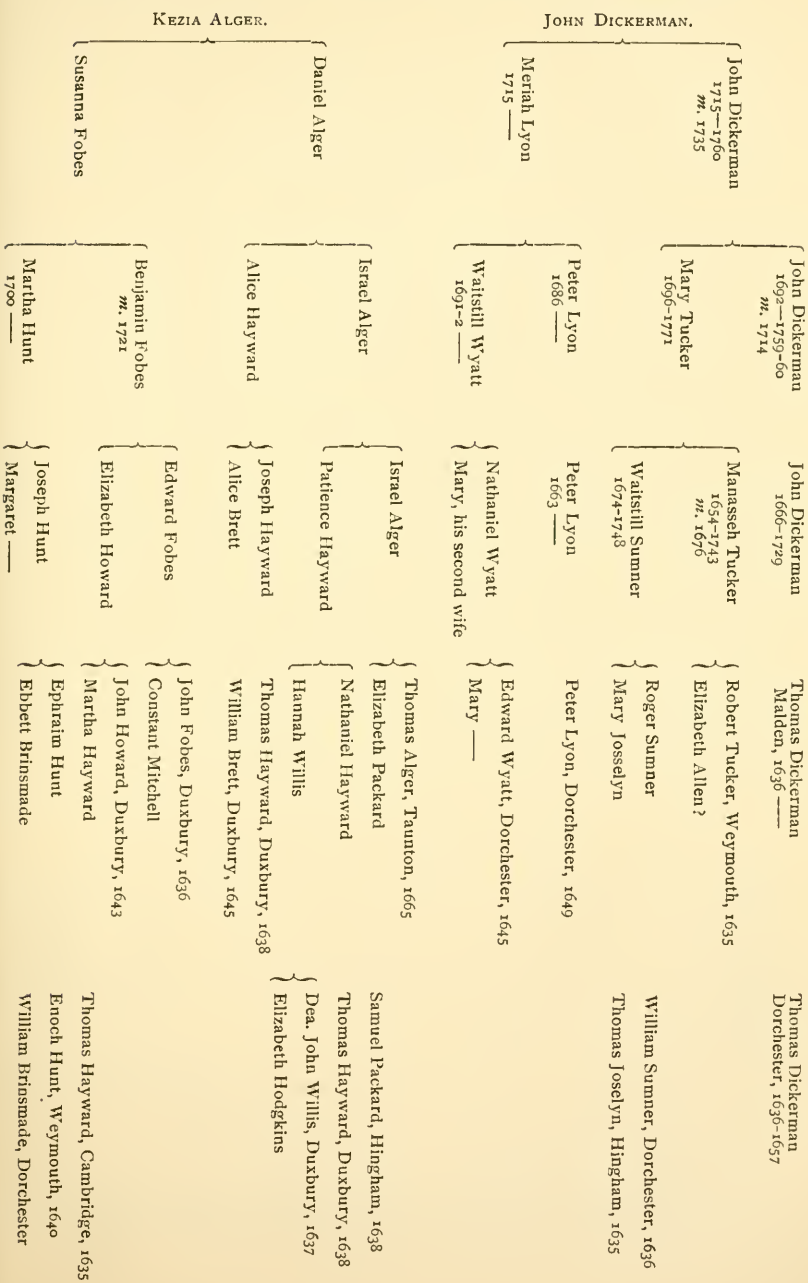 JOHN DICKERMAN.
John Dickerman
1715—1760
m. 1735
Meriah Lyon
1715 ——
John Dickerman
1692—1759-60
m. 1714
Mary Tucker
1696-1771
Peter Lyon
1686 ——
Waitstill Wyatt
1691-2 ——
John Dickerman
1666-1729
Manasseh Tucker
1654-1743
m. 1676
Waitstill Sumner
1674-1748
Peter Lyon
1663 ——
Nathaniel Wyatt
Mary, his second wife
Thomas Dickerman
Malden, 1636 ——
Robert Tucker, Weymouth, 1635
Elizabeth Allen?
Roger Sumner
Mary Josselyn
Peter Lyon, Dorchester, 1649
Edward Wyatt, Dorchester, 1645
Mary ——
Thomas Dickerman
Dorchester, 1636-1657
William Sumner, Dorchester, 1636
Thomas Joselyn, Hingham, 1635
KEZIA ALGER.
Daniel Alger
Susanna Fobes
Israel Alger
Alice Hayward
Benjamin Fobes
m. 1721
Martha Hunt
1700 ——
Israel Alger
Patience Hayward
Joseph Hayward
Alice Brett
Edward Fobes
Elizabeth Howard
Joseph Hunt
Margaret ——
Thomas Alger, Taunton, 1665
Elizabeth Packard
Nathaniel Hayward
Hannah Willis
Thomas Hayward, Duxbury, 1638
William Brett, Duxbury, 1645
John Fobes, Duxbury, 1636
Constant Mitchell
John Howard, Duxbury, 1643
Martha Hayward
Ephraim Hunt
Ebbett Brinsmade
Samuel Packard, Hingham, 1638
Thomas Hayward, Duxbury, 1638
Dea. John Willis, Duxbury, 1637
Elizabeth Hodgkins
Thomas Hayward, Cambridge, 1635
Enoch Hunt, Weymouth, 1640
William Brinsmade, Dorchester